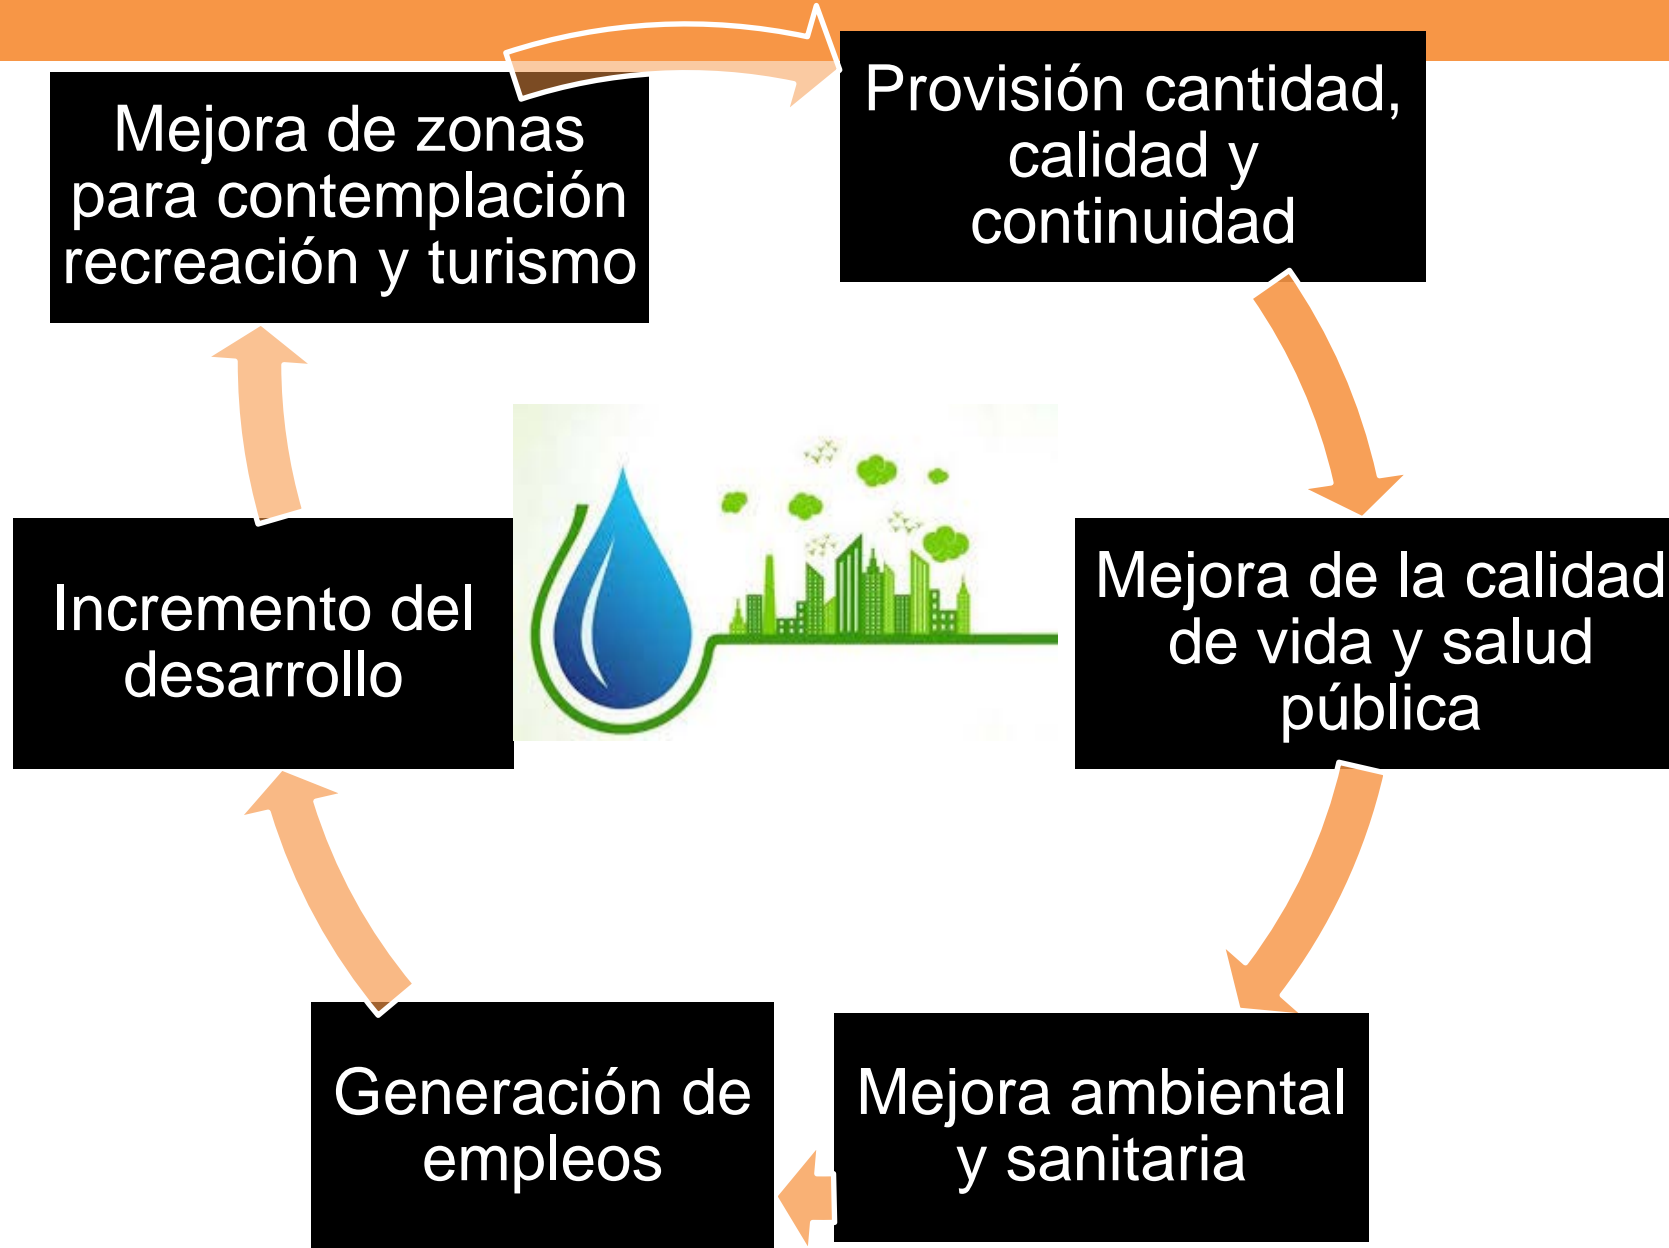 Provisión cantidad,
calidad y
continuidad
Mejora de la calidad
de vida y salud
pública
Mejora ambiental
y sanitaria
Generación de
empleos
Incremento del
desarrollo
Mejora de zonas
para contemplación
recreación y turismo